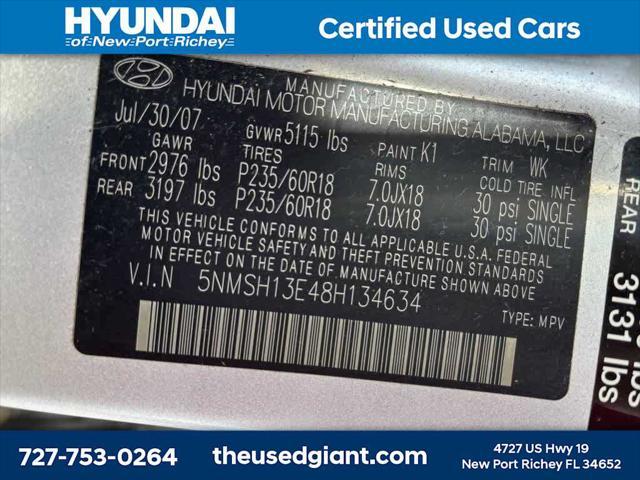 HYUNDAI
of New Port Richey
Certified Used Cars
MANUFACTURED BY
HYUNDAI MOTOR MANUFACTURING ALABAMA, LLC
Jul/30/07 GVWR 5115 lbs PAINT K1 TRIM WK
GAWR TIRES RIMS COLD TIRE INFL
FRONT 2976 lbs P235/60R18 7.0JX18 30 psi SINGLE
REAR 3197 lbs P235/60R18 7.0JX18 30 psi SINGLE
THIS VEHICLE CONFORMS TO ALL APPLICABLE U.S.A. FEDERAL
MOTOR VEHICLE SAFETY AND THEFT PREVENTION STANDARDS
IN EFFECT ON THE DATE OF MANUFACTURE SHOWN ABOVE
V.I.N 5NMSH13E48H134634
TYPE: MPV
REAR
3131 lbs
lbs
727-753-0264
theusedgiant.com
4727 US Hwy 19
New Port Richey FL 34652